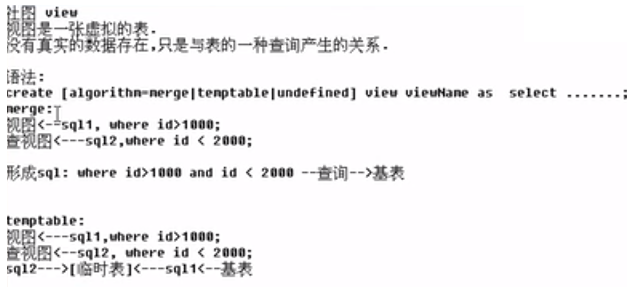 视图 view
视图是一张虚拟的表.
没有真实的数据存在,只是与表的一种查询产生的关系.
语法:
create [algorithm=merge|temptable|undefined] view viewName as  select .......;
merge:
视图<--sql1, where id>1000;
查视图<---sql2,where id < 2000;
形成sql: where id>1000 and id < 2000 --查询-->基表
temptable:
视图<---sql1,where id>1000;
查视图<--sql2, where id < 2000;
sql2--->[临时表]<---sql1<--基表